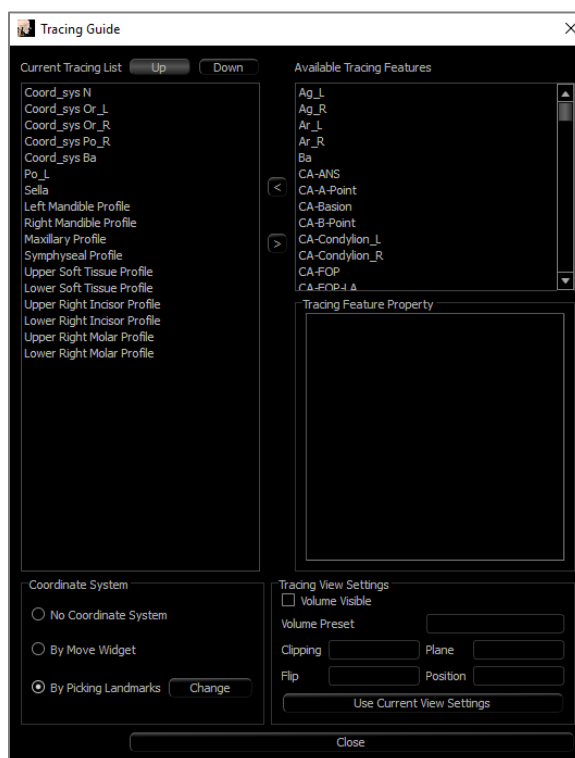 Tracing Guide
Current Tracing List Up Down
Coord_sys N
Coord_sys Or_L
Coord_sys Or_R
Coord_sys Po_R
Coord_sys Ba
Po_L
Sella
Left Mandible Profile
Right Mandible Profile
Maxillary Profile
Symphyseal Profile
Upper Soft Tissue Profile
Lower Soft Tissue Profile
Upper Right Incisor Profile
Lower Right Incisor Profile
Upper Right Molar Profile
Lower Right Molar Profile
<
>
Available Tracing Features
Ag_L
Ag_R
Ar_L
Ar_R
Ba
CA-ANS
CA-A-Point
CA-Basion
CA-B-Point
CA-Condylion_L
CA-Condylion_R
CA-FOP
CA-FOP-LA
Tracing Feature Property
Coordinate System
No Coordinate System
By Move Widget
By Picking Landmarks Change
Tracing View Settings
Volume Visible
Volume Preset
Clipping Plane
Flip Position
Use Current View Settings
Close